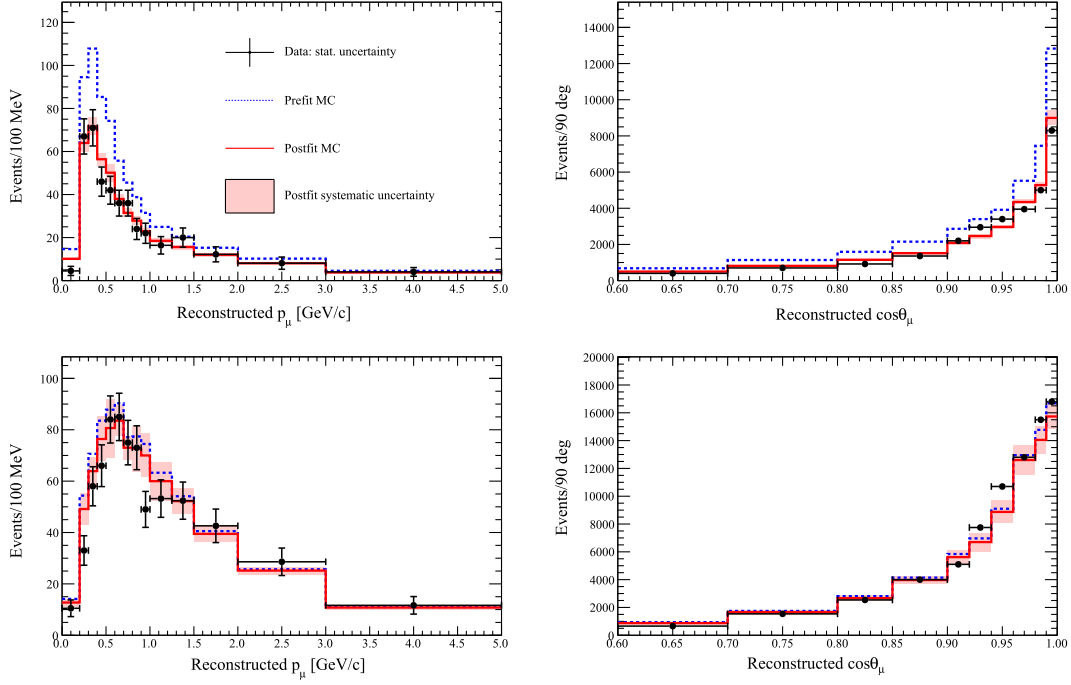 120
100
80
60
40
20
0
Events/100 MeV
Data: stat. uncertainty
Prefit MC
Postfit MC
Postfit systematic uncertainty
0.0 0.5 1.0 1.5 2.0 2.5 3.0 3.5 4.0 4.5 5.0
Reconstructed pμ [GeV/c]
14000
12000
10000
8000
6000
4000
2000
0
Events/90 deg
0.60 0.65 0.70 0.75 0.80 0.85 0.90 0.95 1.00
Reconstructed cosθμ
100
80
60
40
20
0
Events/100 MeV
0.0 0.5 1.0 1.5 2.0 2.5 3.0 3.5 4.0 4.5 5.0
Reconstructed pμ [GeV/c]
20000
18000
16000
14000
12000
10000
8000
6000
4000
2000
0
Events/90 deg
0.60 0.65 0.70 0.75 0.80 0.85 0.90 0.95 1.00
Reconstructed cosθμ